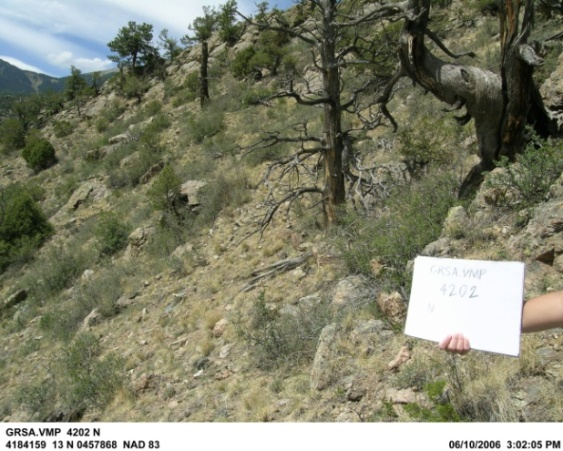 GRSA.VMP
4202
N
GRSA.VMP 4202 N
4184159 13 N 0457868 NAD 83
06/10/2006 3:02:05 PM